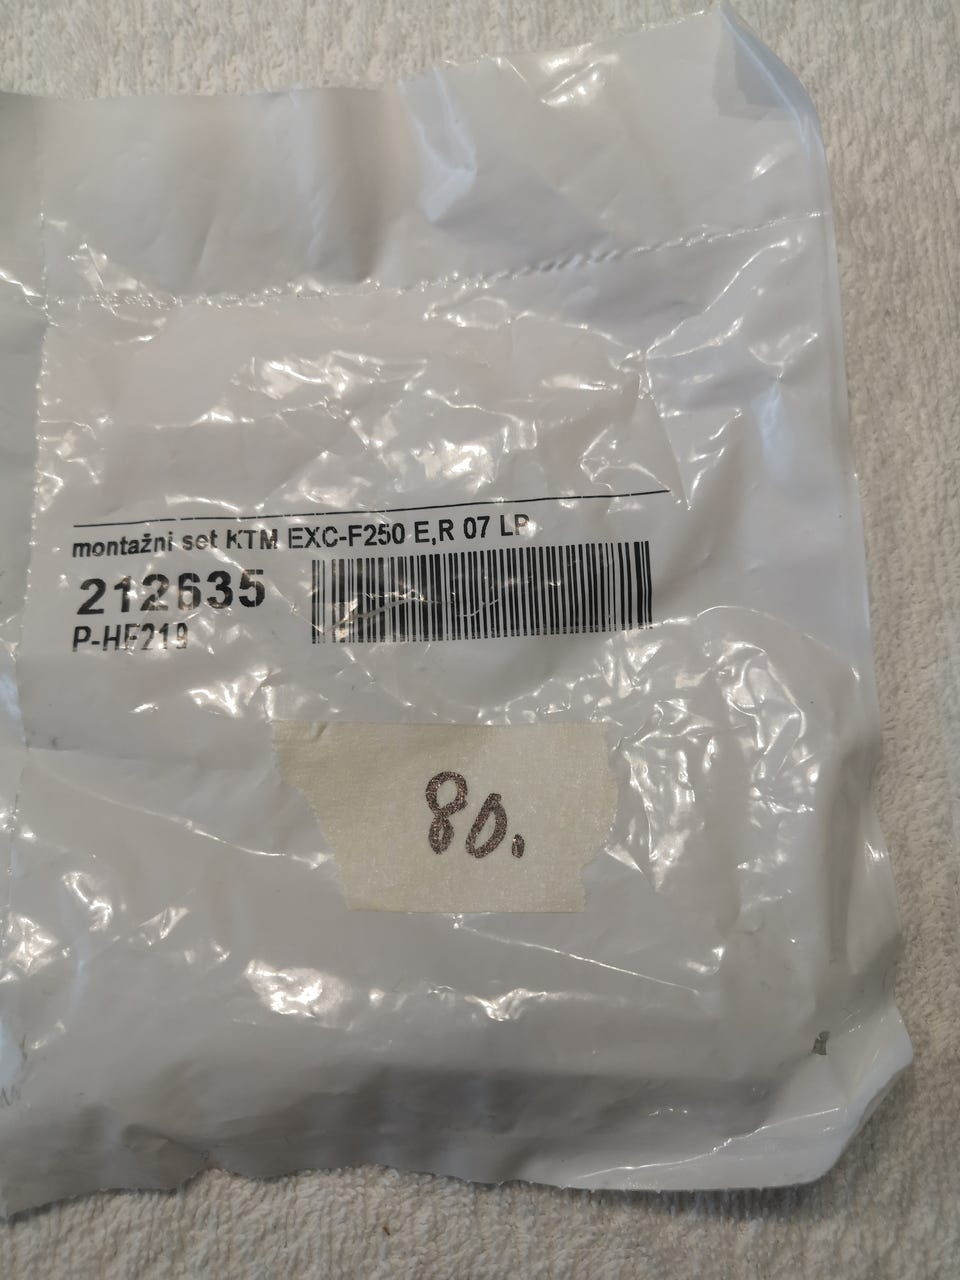 montažni set KTM EXC-F250 E,R 07 LP
212635
P-HF219
80.